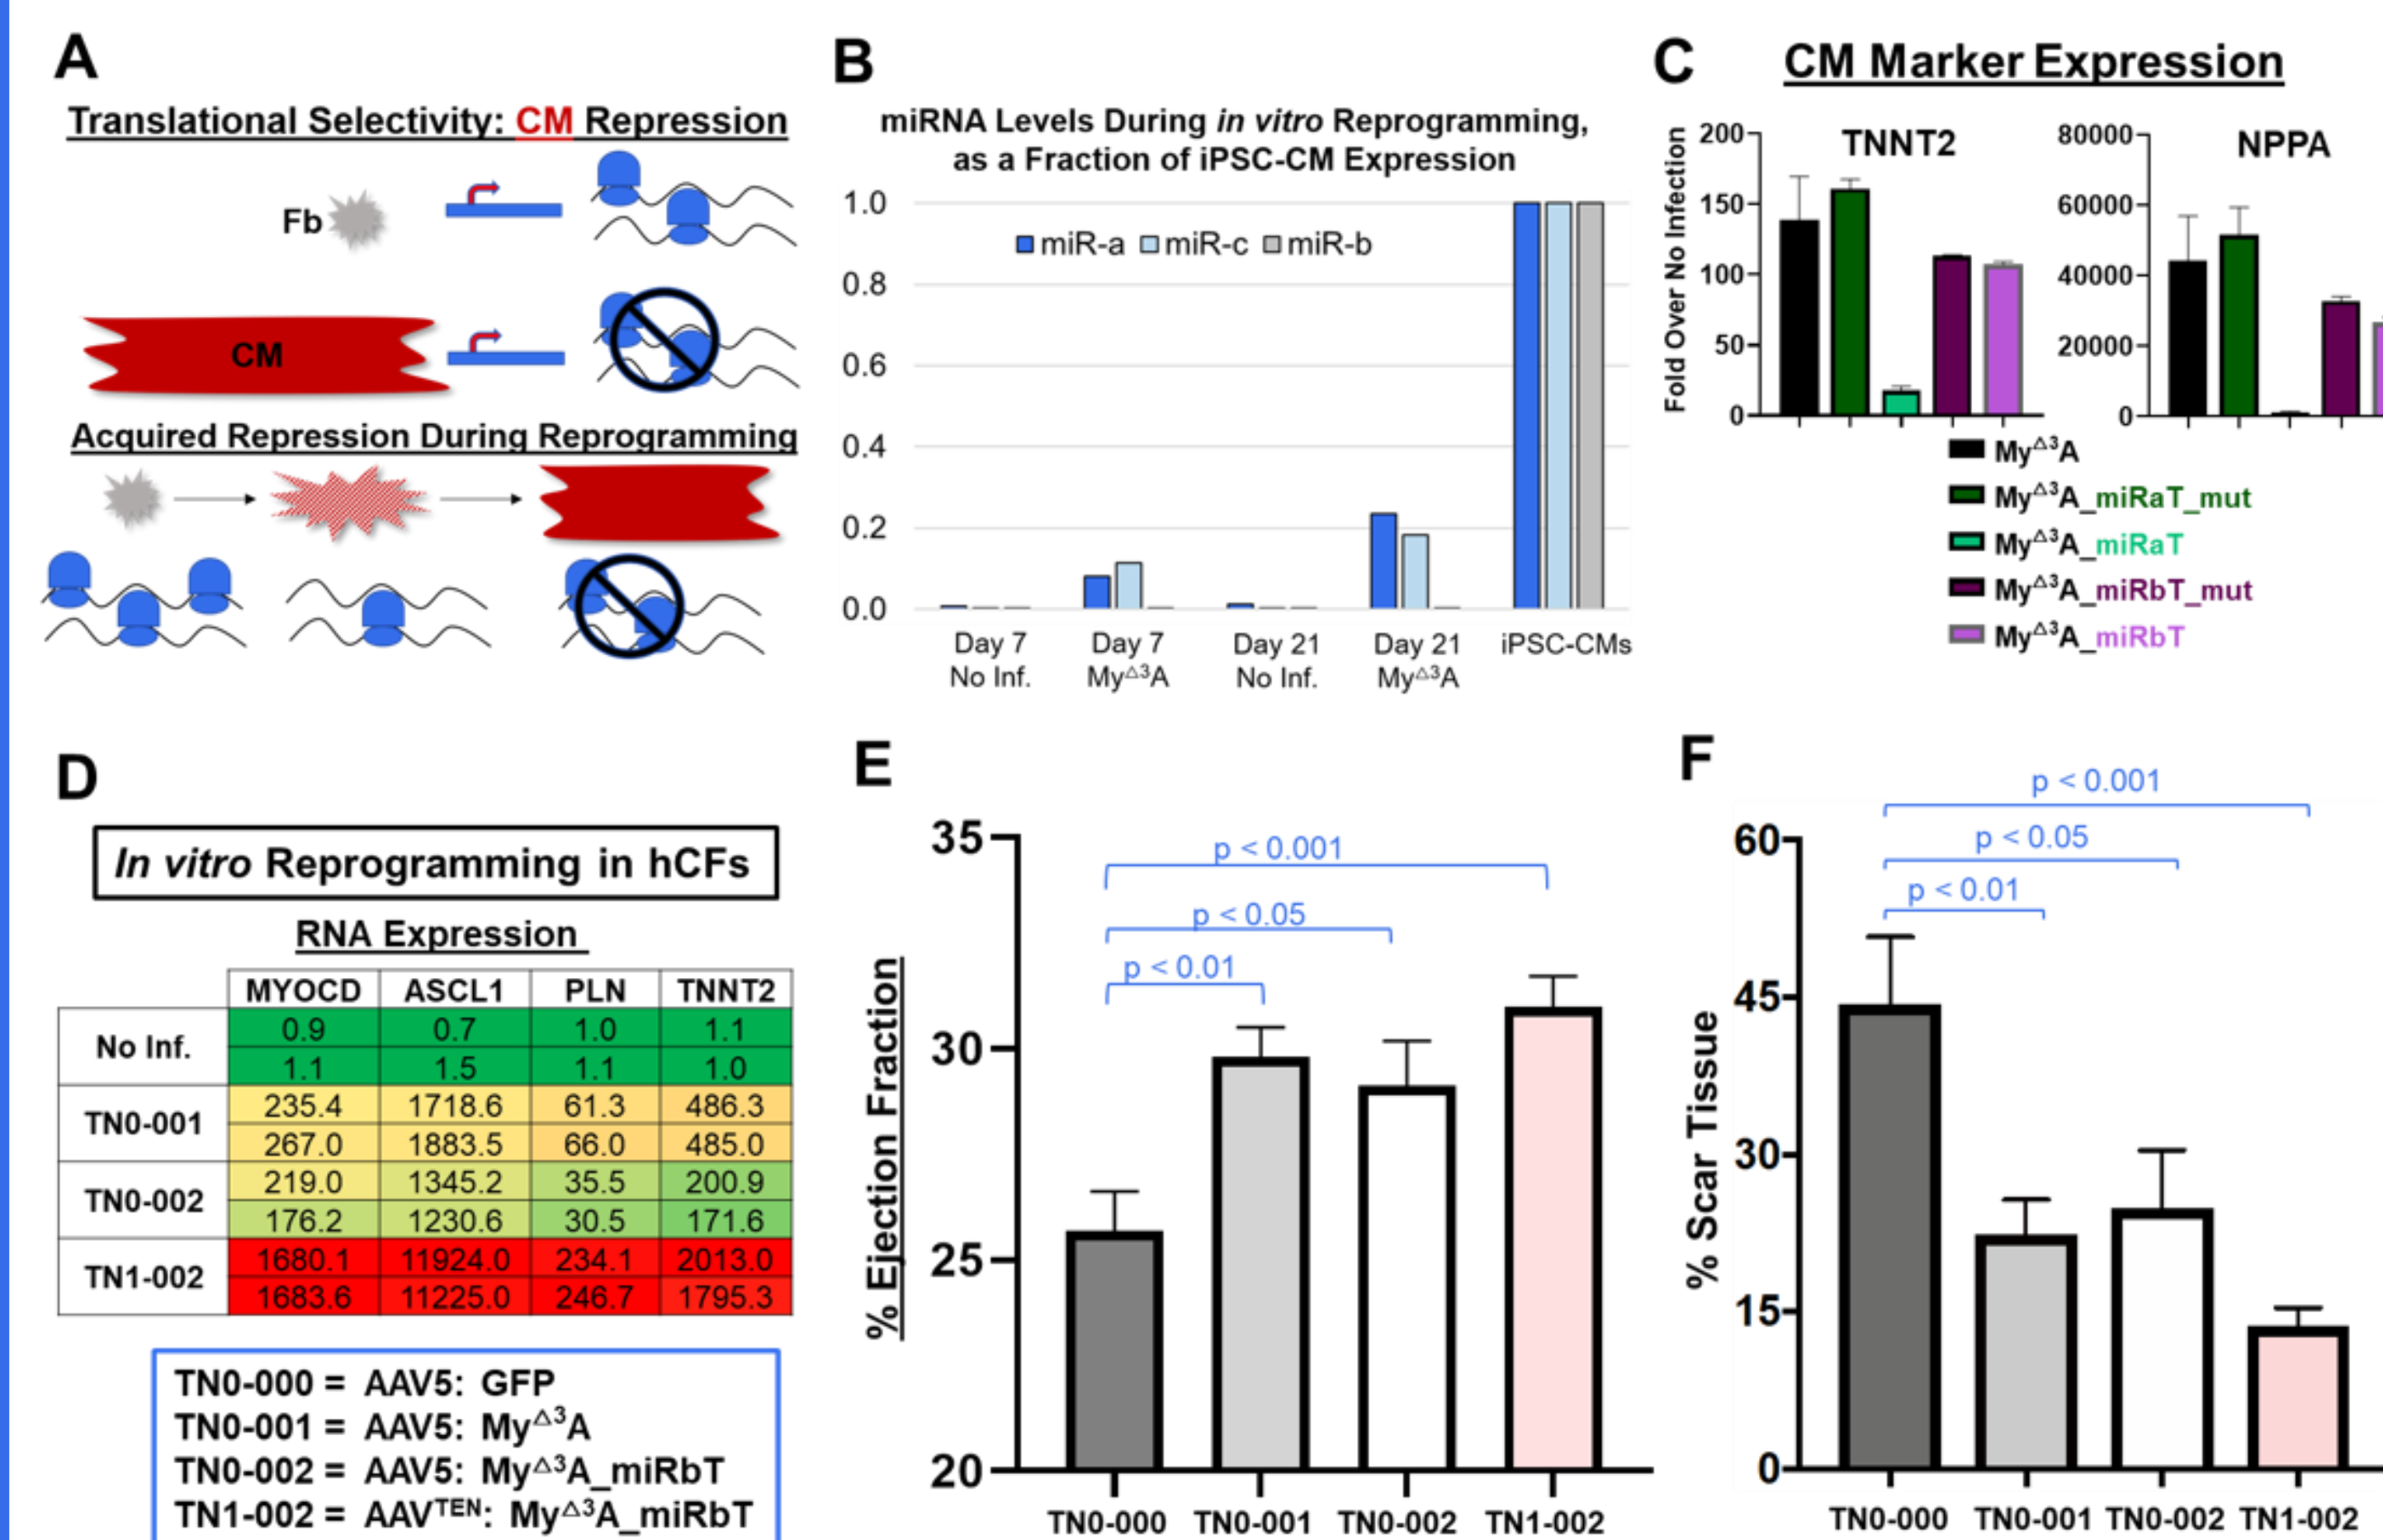 A
Translational Selectivity: CM Repression
Fb
CM
Acquired Repression During Reprogramming
B
miRNA Levels During in vitro Reprogramming,
as a Fraction of iPSC-CM Expression
miR-a miR-c miR-b
1.0
0.8
0.6
0.4
0.2
0.0
Day 7 Day 7 Day 21 Day 21 iPSC-CMs
No Inf. My△3A No Inf. My△3A
C
CM Marker Expression
Fold Over No Infection
TNNT2
200
150
100
50
0
NPPA
80000
60000
40000
20000
0
My△3A
My△3A_miRaT_mut
My△3A_miRaT
My△3A_miRbT_mut
My△3A_miRbT
D
In vitro Reprogramming in hCFs
RNA Expression
MYOCD ASCL1 PLN TNNT2
No Inf.
0.9 0.7 1.0 1.1
1.1 1.5 1.1 1.0
TN0-001
235.4 1718.6 61.3 486.3
267.0 1883.5 66.0 485.0
TN0-002
219.0 1345.2 35.5 200.9
176.2 1230.6 30.5 171.6
TN1-002
1680.1 11924.0 234.1 2013.0
1683.6 11225.0 246.7 1795.3
TN0-000 = AAV5: GFP
TN0-001 = AAV5: My△3A
TN0-002 = AAV5: My△3A_miRbT
TN1-002 = AAVTEN: My△3A_miRbT
E
% Ejection Fraction
35
30
25
20
p < 0.001
p < 0.05
p < 0.01
TN0-000 TN0-001 TN0-002 TN1-002
F
% Scar Tissue
60
45
30
15
0
p < 0.001
p < 0.05
p < 0.01
TN0-000 TN0-001 TN0-002 TN1-002